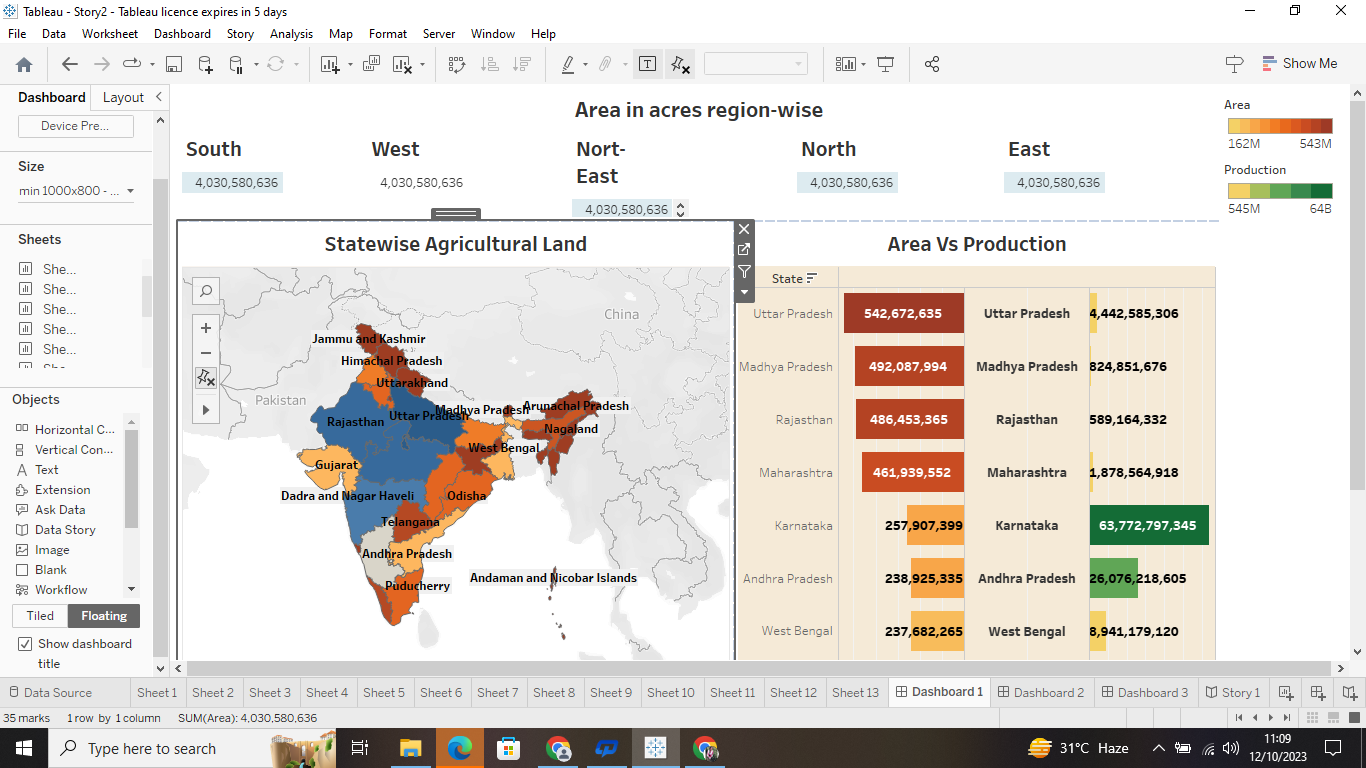 Tableau - Story2 - Tableau licence expires in 5 days
File Data Worksheet Dashboard Story Analysis Map Format Server Window Help
Show Me
Dashboard Layout
Device Pre...
Size
min 1000x800 - ...
Sheets
She...
She...
She...
She...
She...
Objects
Horizontal C...
Vertical Con...
Text
Extension
Ask Data
Data Story
Image
Blank
Workflow
Tiled Floating
Show dashboard
title
Area in acres region-wise
South West Nort- North East
East
4,030,580,636 4,030,580,636 4,030,580,636 4,030,580,636
4,030,580,636
Area
162M 543M
Production
545M 64B
Statewise Agricultural Land
China
Jammu and Kashmir
Himachal Pradesh
Uttarakhand
Pakistan
Madhya Pradesh
Arunachal Pradesh
Uttar Pradesh
Rajasthan
Nagaland
West Bengal
Gujarat
Dadra and Nagar Haveli
Odisha
Telangana
Andhra Pradesh
Andaman and Nicobar Islands
Puducherry
Area Vs Production
State
Uttar Pradesh 542,672,635 Uttar Pradesh 4,442,585,306
Madhya Pradesh 492,087,994 Madhya Pradesh 824,851,676
Rajasthan 486,453,365 Rajasthan 589,164,332
Maharashtra 461,939,552 Maharashtra 1,878,564,918
Karnataka 257,907,399 Karnataka 63,772,797,345
Andhra Pradesh 238,925,335 Andhra Pradesh 26,076,218,605
West Bengal 237,682,265 West Bengal 8,941,179,120
Data Source Sheet 1 Sheet 2 Sheet 3 Sheet 4 Sheet 5 Sheet 6 Sheet 7 Sheet 8 Sheet 9 Sheet 10 Sheet 11 Sheet 12 Sheet 13 Dashboard 1 Dashboard 2 Dashboard 3 Story 1
35 marks 1 row by 1 column SUM(Area): 4,030,580,636
Type here to search
31°C Haze
11:09
12/10/2023